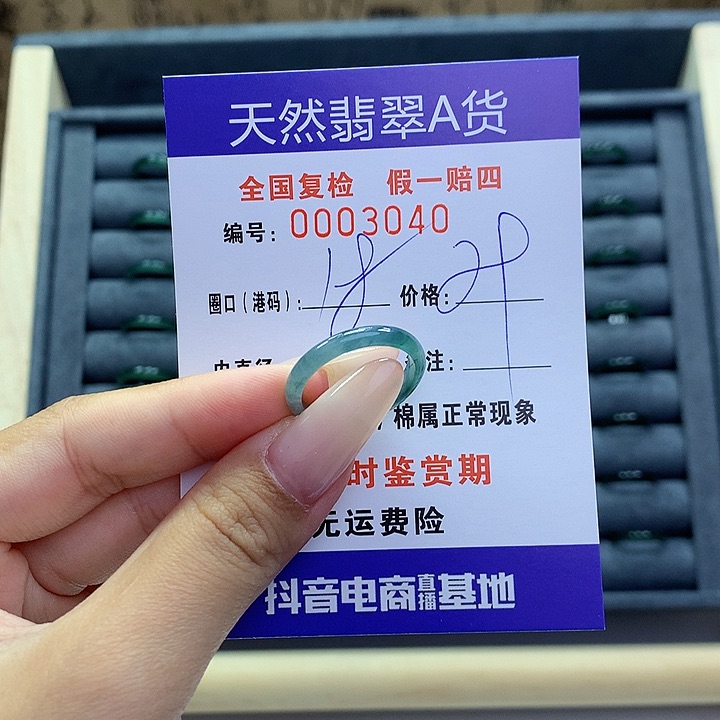 天然翡翠A货
全国复检 假一赔四
编号: 0003040
圈口(港码): 18 价格:
注:
棉属正常现象
时鉴赏期
无运费险
抖音电商直播基地